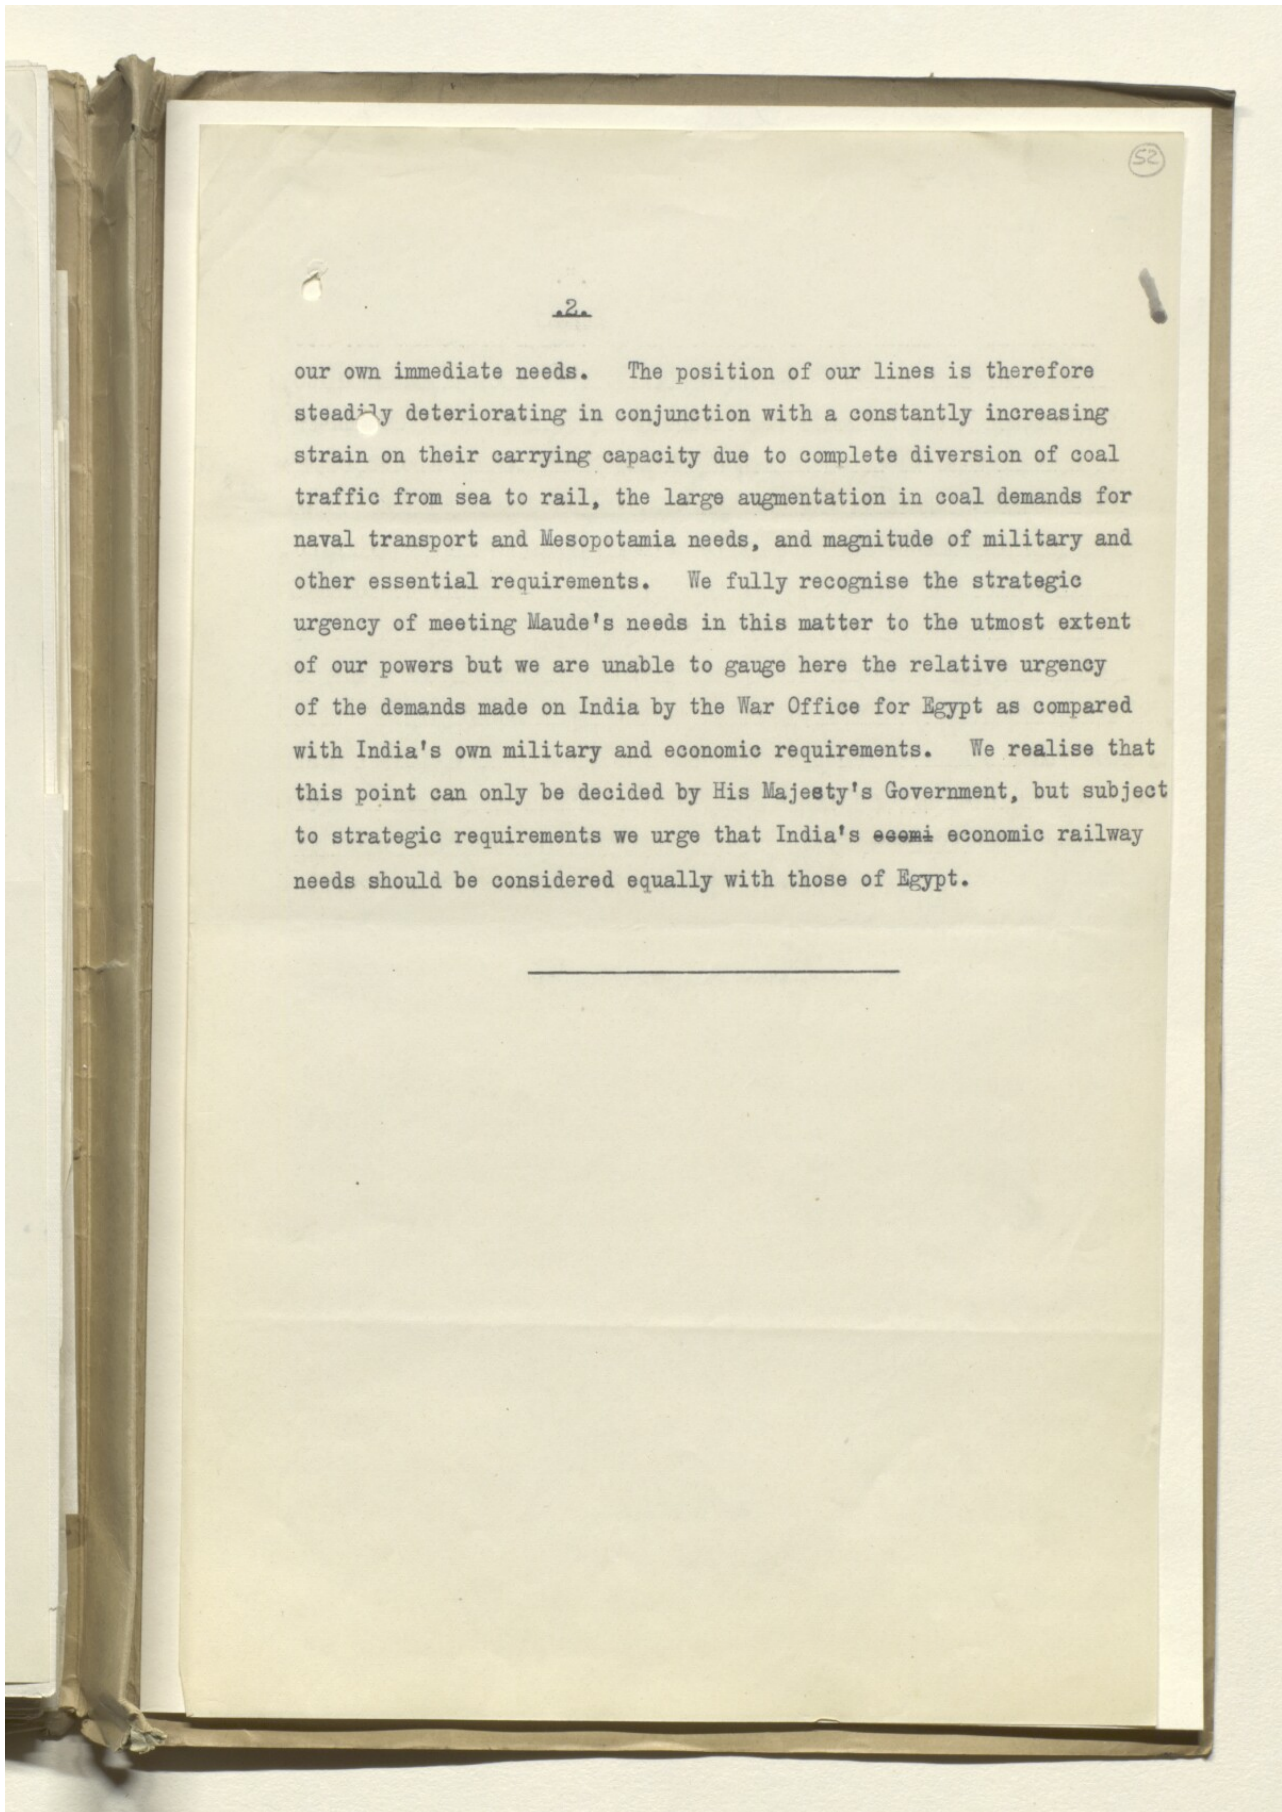 52
.2.
our own immediate needs. The position of our lines is therefore
steadily deteriorating in conjunction with a constantly increasing
strain on their carrying capacity due to complete diversion of coal
traffic from sea to rail, the large augmentation in coal demands for
naval transport and Mesopotamia needs, and magnitude of military and
other essential requirements. We fully recognise the strategic
urgency of meeting Maude's needs in this matter to the utmost extent
of our powers but we are unable to gauge here the relative urgency
of the demands made on India by the War Office for Egypt as compared
with India's own military and economic requirements. We realise that
this point can only be decided by His Majesty's Government, but subject
to strategic requirements we urge that India's ecomi economic railway
needs should be considered equally with those of Egypt.